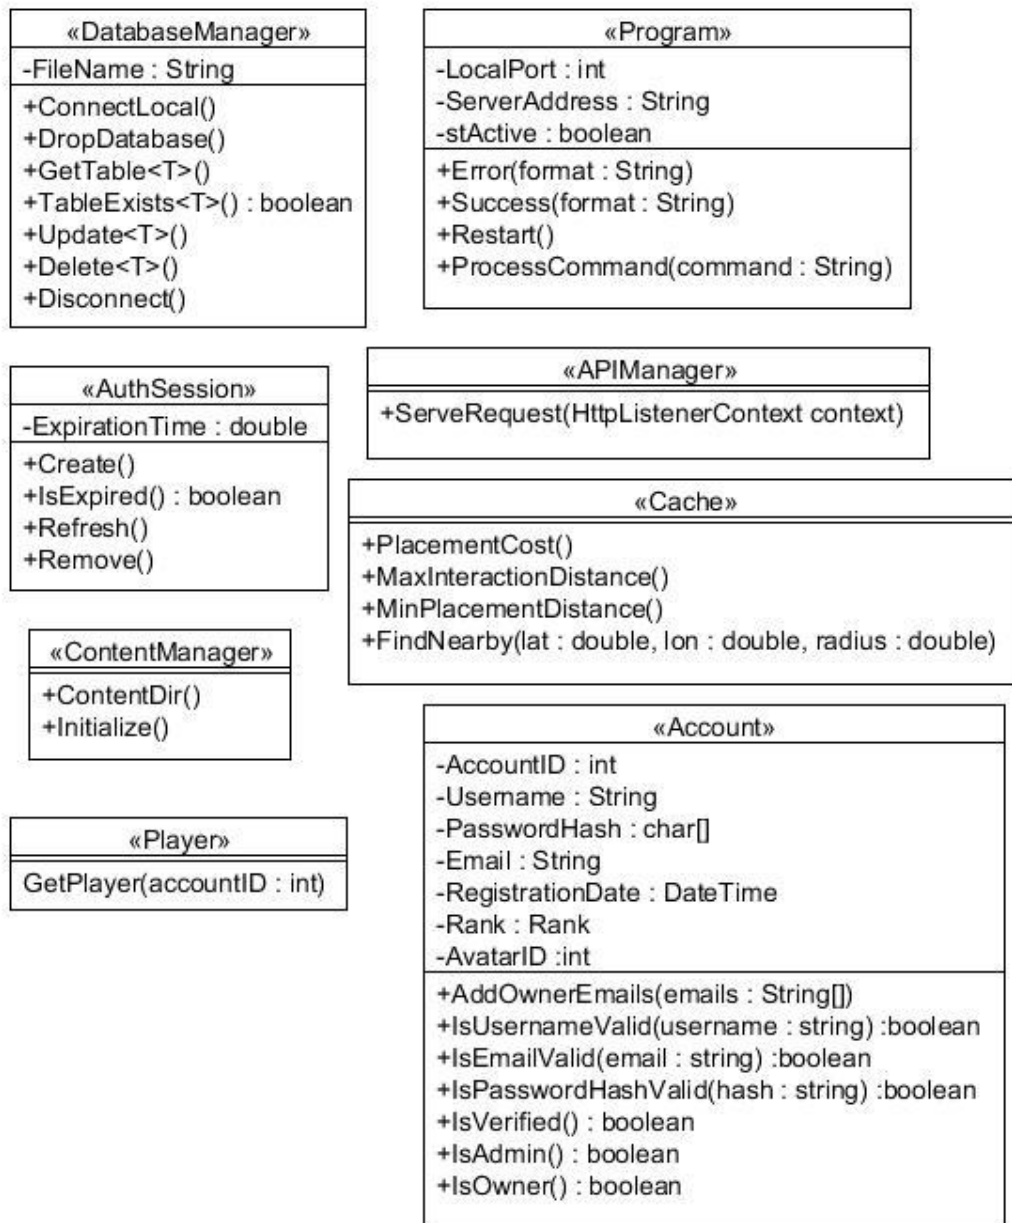 «DatabaseManager»
-FileName : String
+ConnectLocal()
+DropDatabase()
+GetTable<T>()
+TableExists<T>() : boolean
+Update<T>()
+Delete<T>()
+Disconnect()
«Program»
-LocalPort : int
-ServerAddress : String
-stActive : boolean
+Error(format : String)
+Success(format : String)
+Restart()
+ProcessCommand(command : String)
«AuthSession»
-ExpirationTime : double
+Create()
+IsExpired() : boolean
+Refresh()
+Remove()
«APIManager»
+ServeRequest(HttpListenerContext context)
«Cache»
+PlacementCost()
+MaxInteractionDistance()
+MinPlacementDistance()
+FindNearby(lat : double, lon : double, radius : double)
«ContentManager»
+ContentDir()
+Initialize()
«Player»
GetPlayer(accountID : int)
«Account»
-AccountID : int
-Username : String
-PasswordHash : char[]
-Email : String
-RegistrationDate : DateTime
-Rank : Rank
-AvatarID :int
+AddOwnerEmails(emails : String[])
+IsUsernameValid(username : string) :boolean
+IsEmailValid(email : string) :boolean
+IsPasswordHashValid(hash : string) :boolean
+IsVerified() : boolean
+IsAdmin() : boolean
+IsOwner() : boolean